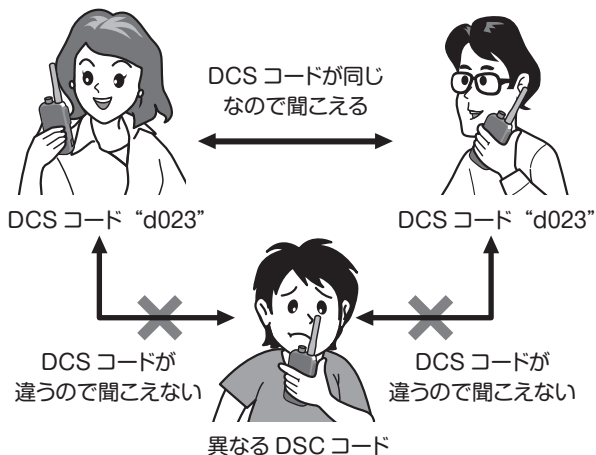 DCS コードが同じ
なので聞こえる
DCS コード “d023”
DCS コード “d023”
DCS コードが
違うので聞こえない
DCS コードが
違うので聞こえない
異なる DSC コード